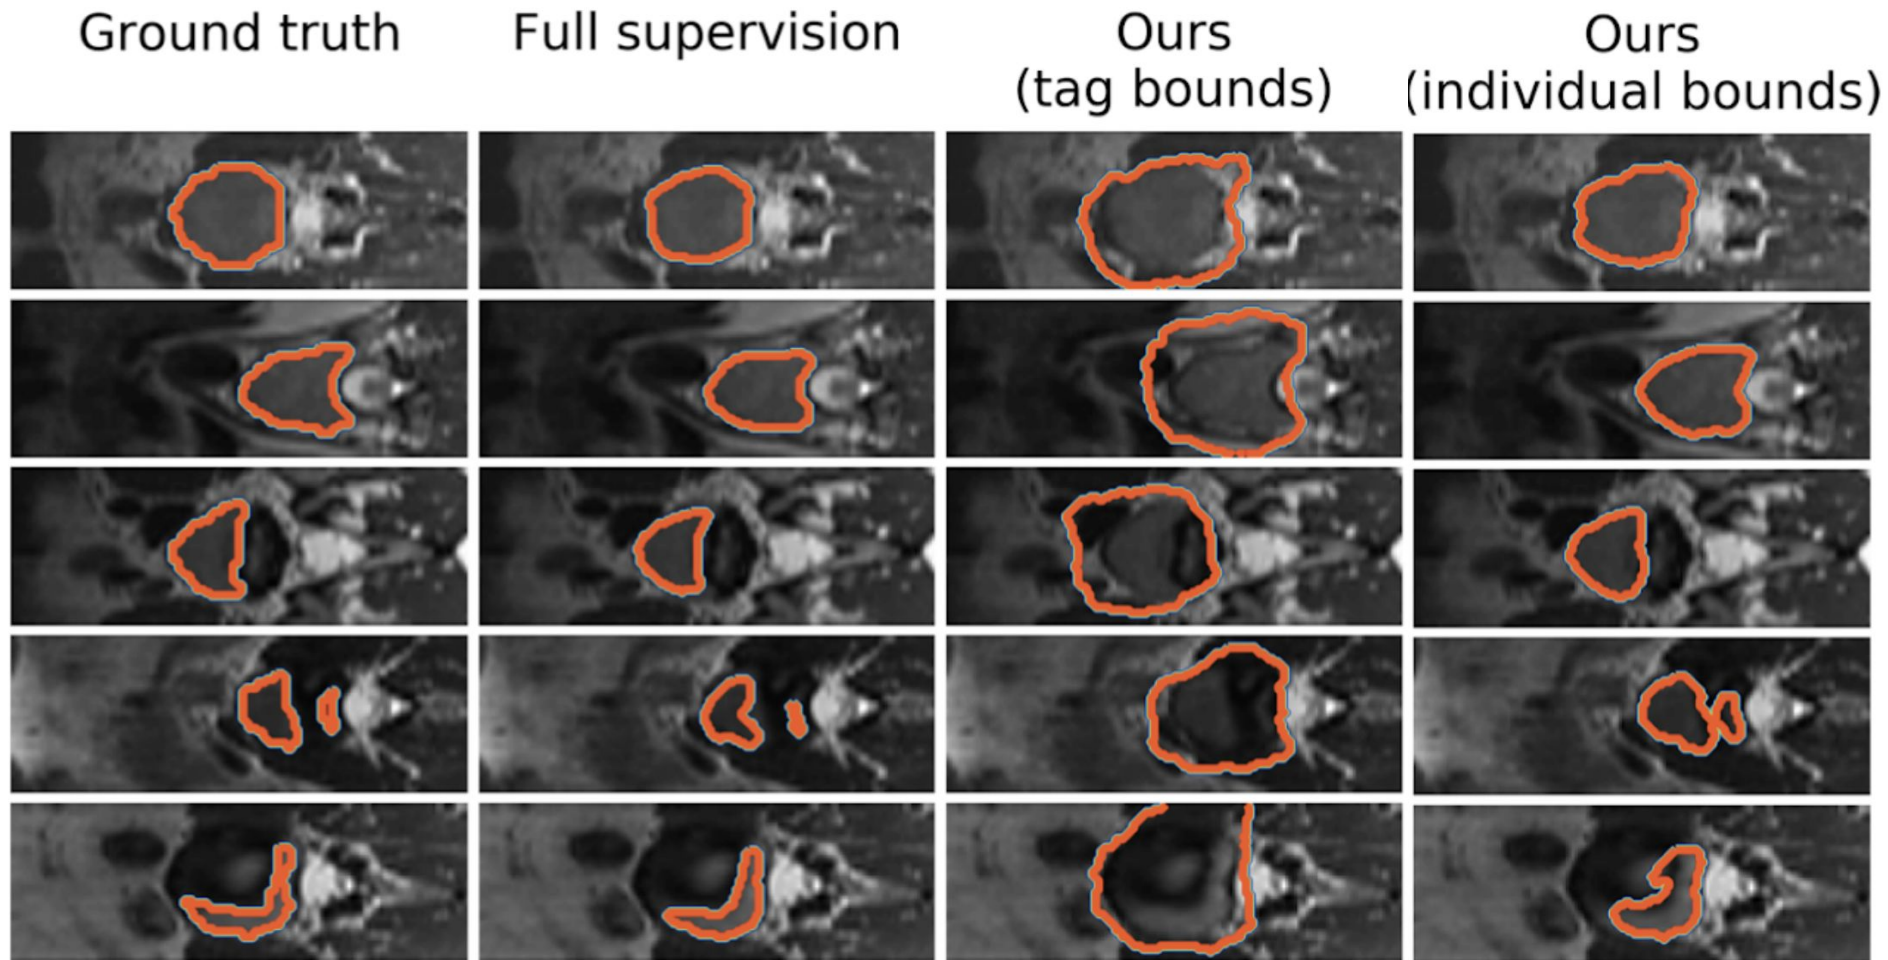 Ground truth
Full supervision
Ours
(tag bounds)
Ours
(individual bounds)